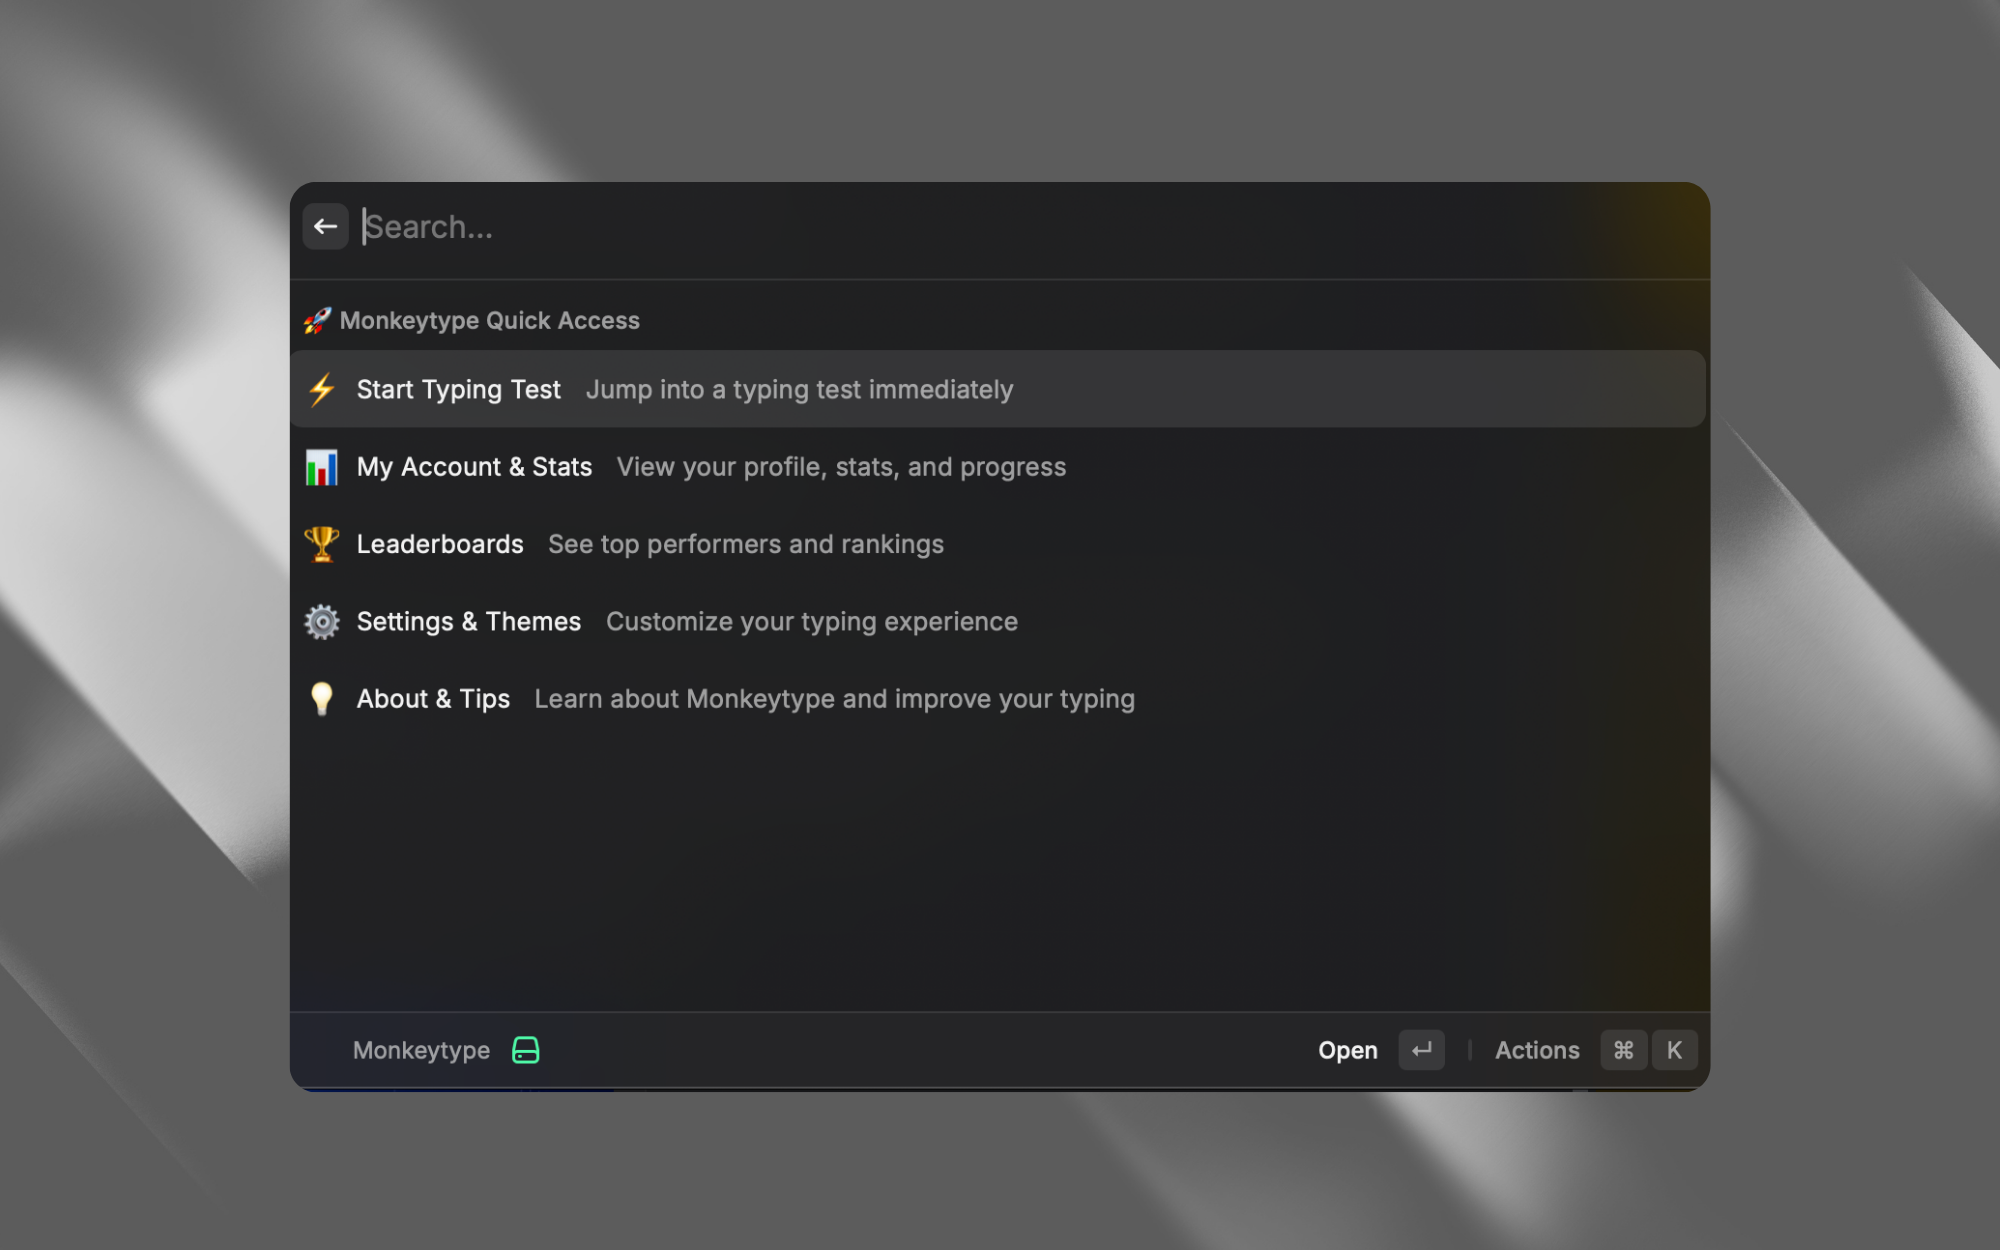 Search...
🚀 Monkeytype Quick Access
⚡ Start Typing Test Jump into a typing test immediately
📊 My Account & Stats View your profile, stats, and progress
🏆 Leaderboards See top performers and rankings
⚙️ Settings & Themes Customize your typing experience
💡 About & Tips Learn about Monkeytype and improve your typing
Monkeytype Open ↵ Actions ⌘ K